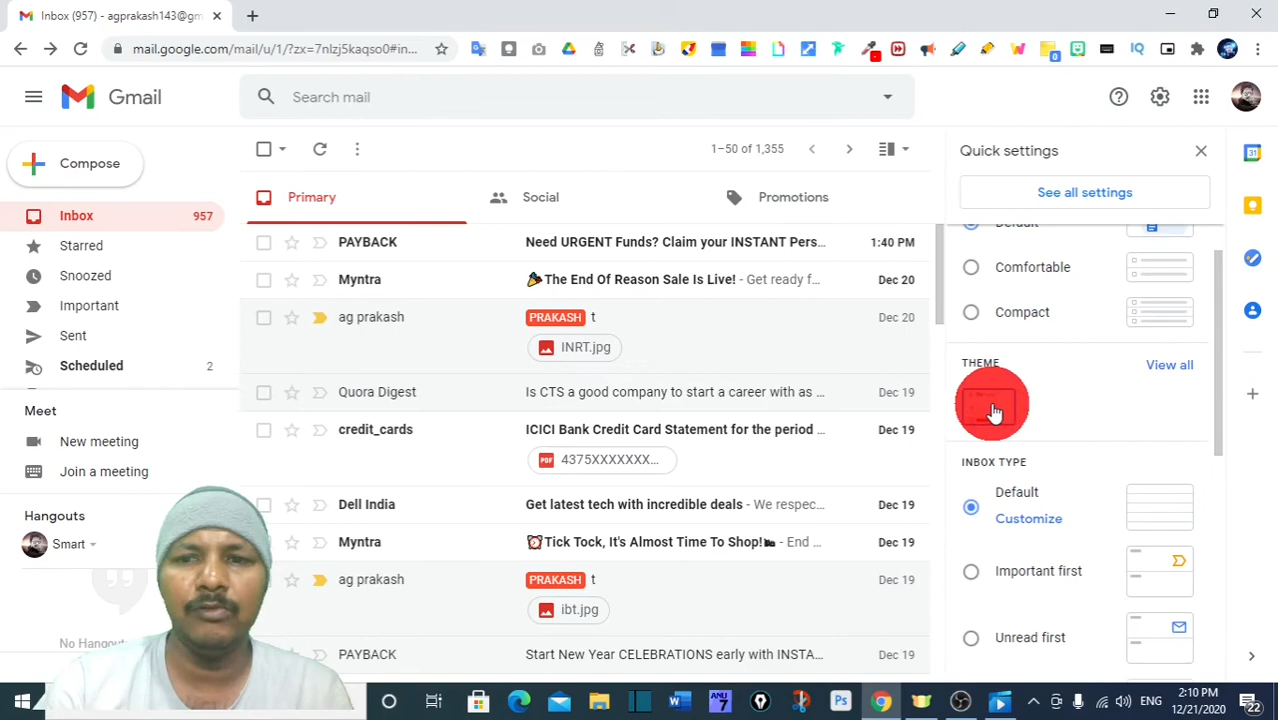 Inbox (957) - agprakash143@gm
mail.google.com/mail/u/1/?zx=7nlzj5kaqso0#in...
Gmail
Search mail
Compose
1–50 of 1,355
Quick settings
See all settings
Inbox 957
Starred
Snoozed
Important
Sent
Scheduled 2
Meet
New meeting
Join a meeting
Hangouts
Smart
No Hangou
Primary Social Promotions
PAYBACK Need URGENT Funds? Claim your INSTANT Pers... 1:40 PM
Myntra The End Of Reason Sale Is Live! - Get ready f... Dec 20
ag prakash PRAKASH t Dec 20
INRT.jpg
Quora Digest Is CTS a good company to start a career with as ... Dec 19
credit_cards ICICI Bank Credit Card Statement for the period ... Dec 19
PDF 4375XXXXXXX...
Dell India Get latest tech with incredible deals - We respec... Dec 19
Myntra Tick Tock, It's Almost Time To Shop! - End ... Dec 19
ag prakash PRAKASH t Dec 19
ibt.jpg
PAYBACK Start New Year CELEBRATIONS early with INSTA... Dec 19
Default
Comfortable
Compact
THEME View all
INBOX TYPE
Default
Customize
Important first
Unread first
ENG 2:10 PM
12/21/2020 22